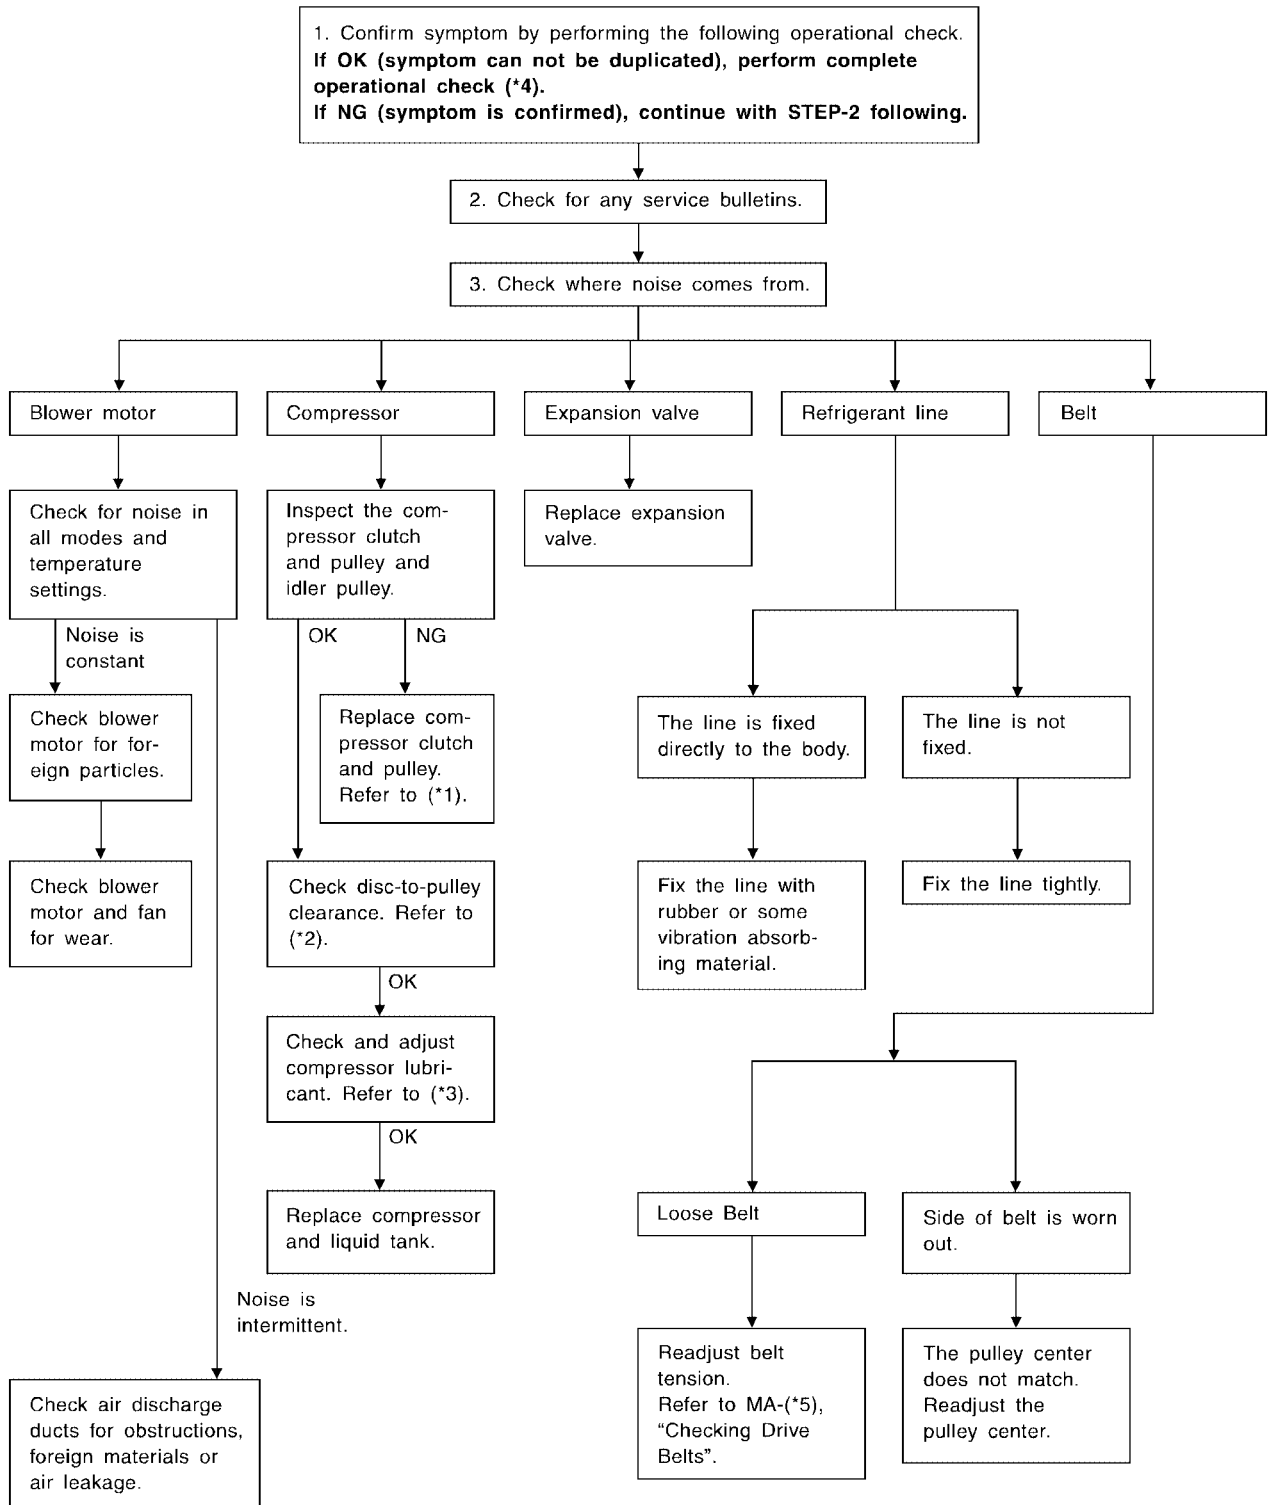 1. Confirm symptom by performing the following operational check.
If OK (symptom can not be duplicated), perform complete
operational check (*4).
If NG (symptom is confirmed), continue with STEP-2 following.
2. Check for any service bulletins.
3. Check where noise comes from.
Blower motor
Compressor
Expansion valve
Refrigerant line
Belt
Check for noise in
all modes and
temperature
settings.
Inspect the com-
pressor clutch
and pulley and
idler pulley.
Replace expansion
valve.
Noise is
constant
OK
NG
Check blower
motor for for-
eign particles.
Replace com-
pressor clutch
and pulley.
Refer to (*1).
The line is fixed
directly to the body.
The line is not
fixed.
Check blower
motor and fan
for wear.
Check disc-to-pulley
clearance. Refer to
(*2).
Fix the line with
rubber or some
vibration absorb-
ing material.
Fix the line tightly.
OK
Check and adjust
compressor lubri-
cant. Refer to (*3).
OK
Replace compressor
and liquid tank.
Loose Belt
Side of belt is worn
out.
Noise is
intermittent.
Readjust belt
tension.
Refer to MA-(*5),
“Checking Drive
Belts”.
The pulley center
does not match.
Readjust the
pulley center.
Check air discharge
ducts for obstructions,
foreign materials or
air leakage.